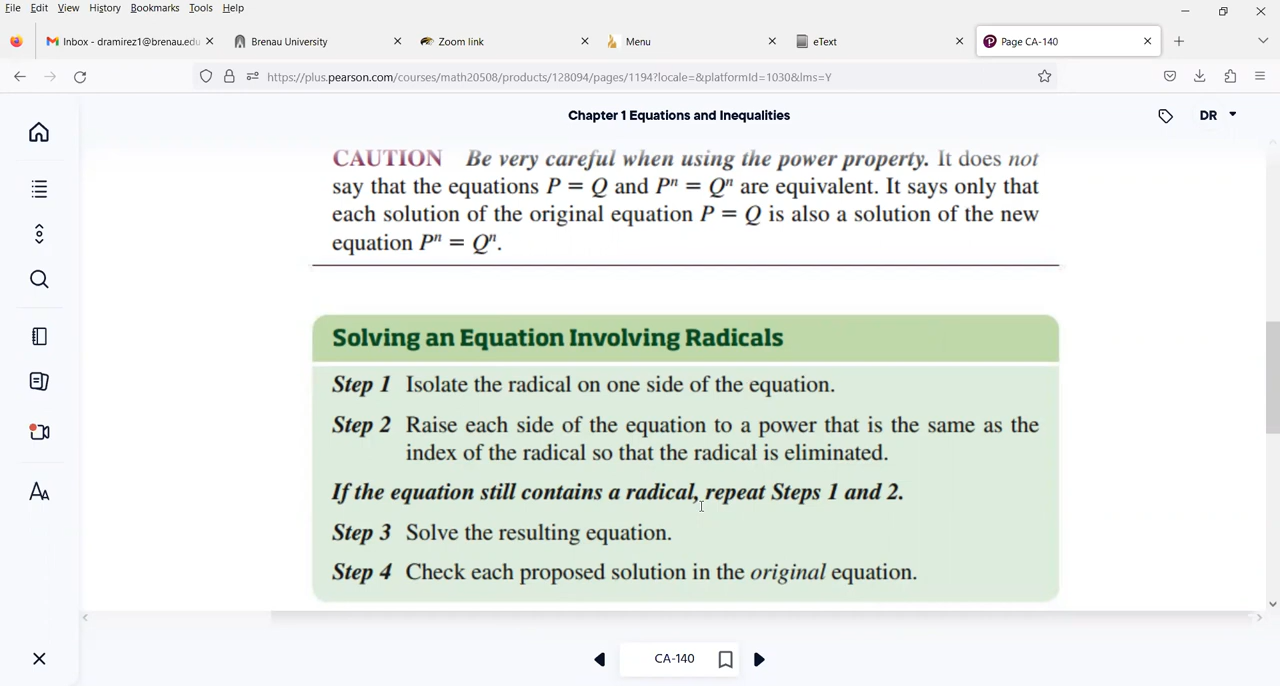 File Edit View History Bookmarks Tools Help
Inbox - dramirez1@brenau.edu
Brenau University
Zoom link
Menu
eText
Page CA-140
https://plus.pearson.com/courses/math20508/products/128094/pages/1194?locale=&platformId=1030&lms=Y
Chapter 1 Equations and Inequalities
DR
CAUTION Be very careful when using the power property. It does not
say that the equations P = Q and Pⁿ = Qⁿ are equivalent. It says only that
each solution of the original equation P = Q is also a solution of the new
equation Pⁿ = Qⁿ.
Solving an Equation Involving Radicals
Step 1 Isolate the radical on one side of the equation.
Step 2 Raise each side of the equation to a power that is the same as the
index of the radical so that the radical is eliminated.
If the equation still contains a radical, repeat Steps 1 and 2.
Step 3 Solve the resulting equation.
Step 4 Check each proposed solution in the original equation.
CA-140